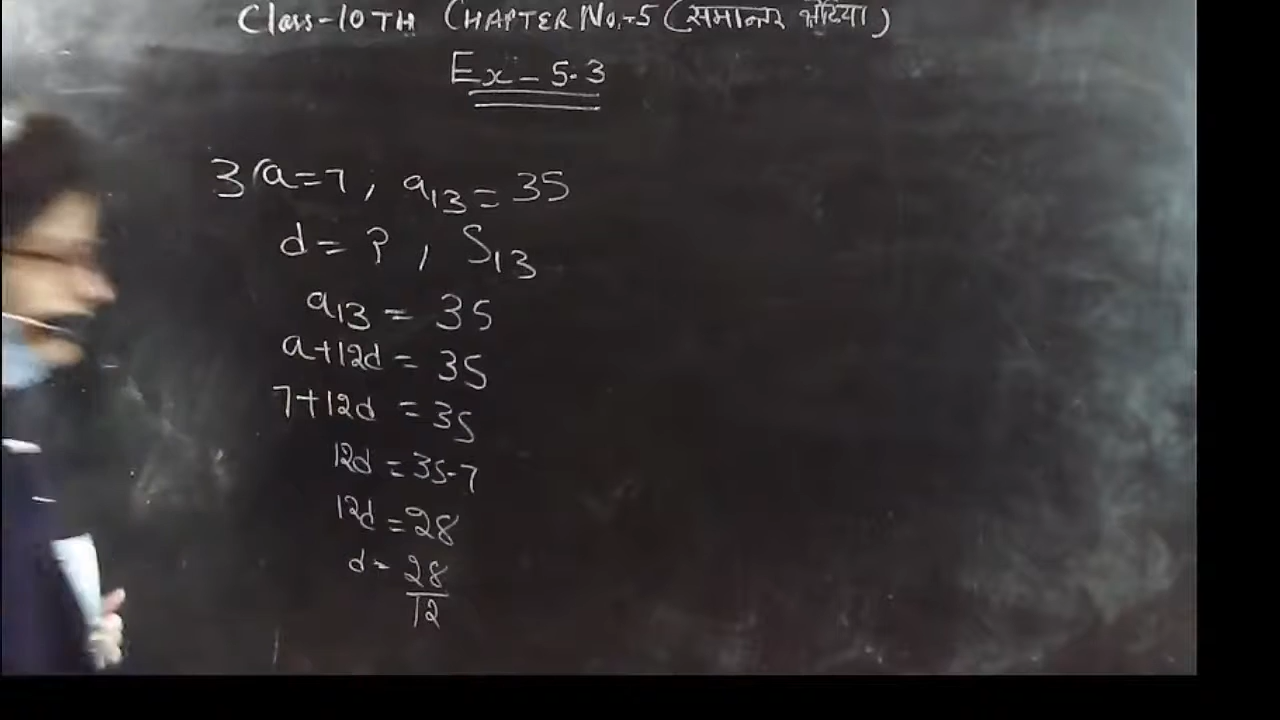 Class-10TH CHAPTER No.-5 (समान्तर श्रेढियां)
Ex - 5.3
3 (a=7, a13 = 35
d = ? , S13
a13 = 35
a+12d = 35
7+12d = 35
12d = 35-7
12d = 28
d = 28/12